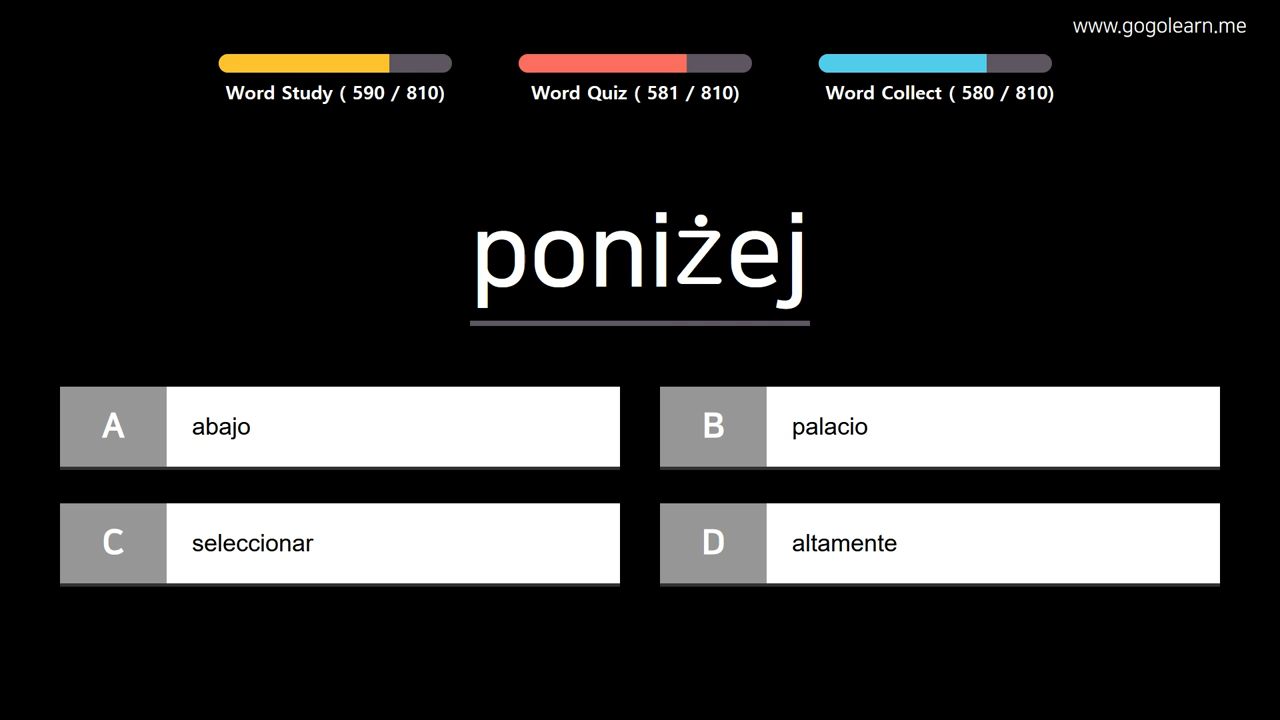 www.gogolearn.me
Word Study ( 590 / 810)
Word Quiz ( 581 / 810)
Word Collect ( 580 / 810)
poniżej
A abajo
B palacio
C seleccionar
D altamente